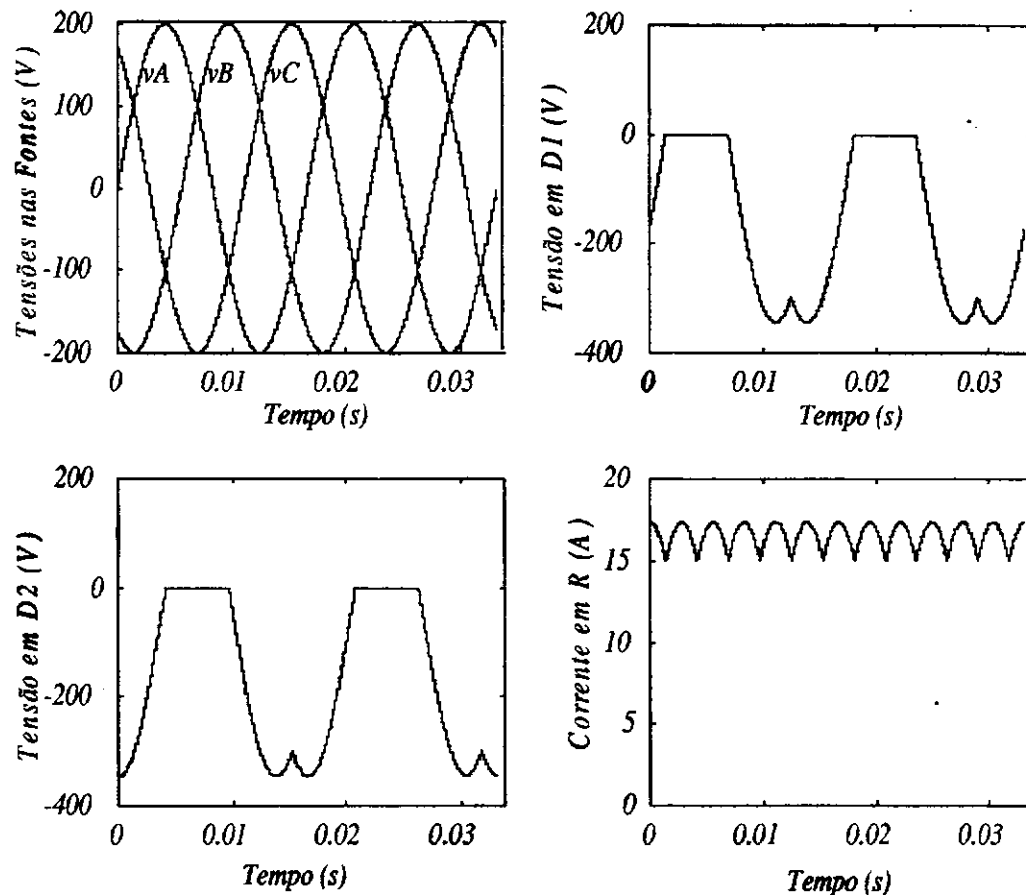 Tensões nas Fontes (V)
200
100
0
-100
-200
vA vB vC
0 0.01 0.02 0.03
Tempo (s)
Tensão em D1 (V)
200
0
-200
-400
0 0.01 0.02 0.03
Tempo (s)
Tensão em D2 (V)
200
0
-200
-400
0 0.01 0.02 0.03
Tempo (s)
Corrente em R (A)
20
15
10
5
0
0 0.01 0.02 0.03
Tempo (s)